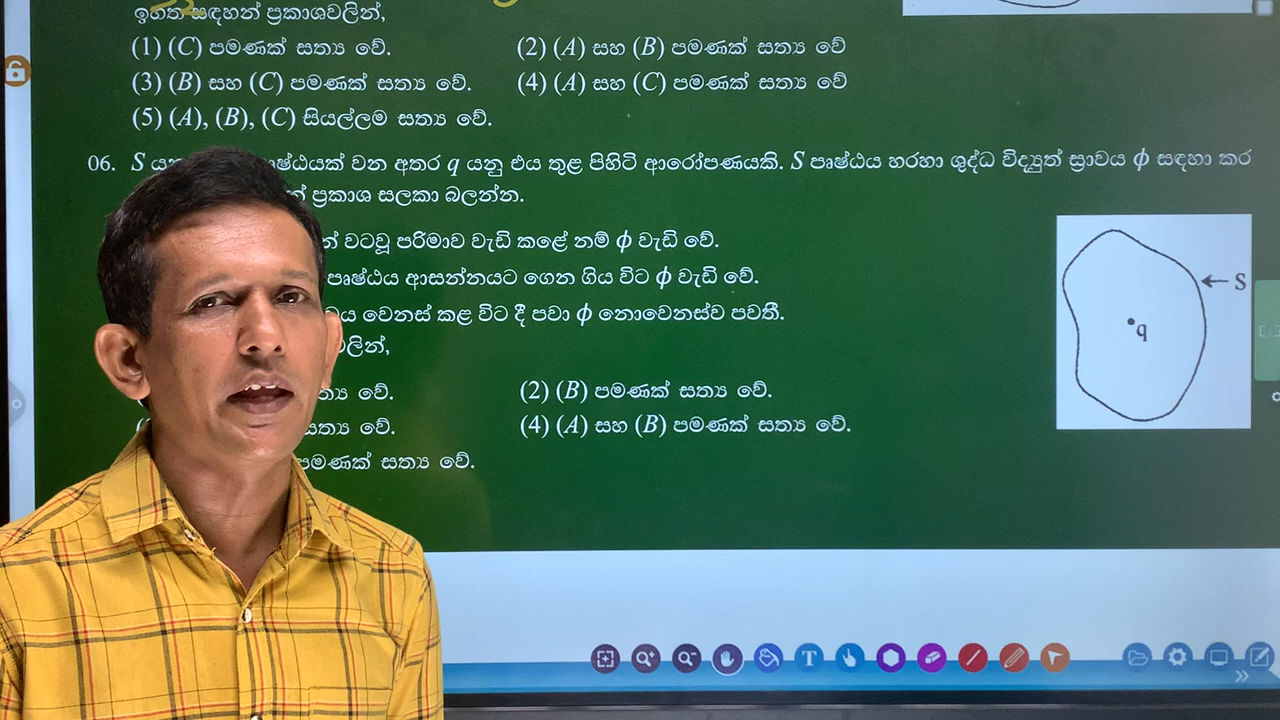 ඉහත සඳහන් ප්‍රකාශවලින්,
(1) (C) පමණක් සත්‍ය වේ. (2) (A) සහ (B) පමණක් සත්‍ය වේ
(3) (B) සහ (C) පමණක් සත්‍ය වේ. (4) (A) සහ (C) පමණක් සත්‍ය වේ
(5) (A), (B), (C) සියල්ලම සත්‍ය වේ.
06. S වන අතර q යනු එය තුළ පිහිටි ආරෝපණයකි. S පෘෂ්ඨය හරහා ශුද්ධ විද්‍යුත් ස්‍රාවය ϕ සඳහා කර
ප්‍රකාශ සලකා බලන්න.
වටවූ පරිමාව වැඩි කළේ නම් ϕ වැඩි වේ.
පෘෂ්ඨය ආසන්නයට ගෙන ගිය විට ϕ වැඩි වේ.
වෙනස් කළ විට දී පවා ϕ නොවෙනස්ව පවතී.
S
q
වේ. (2) (B) පමණක් සත්‍ය වේ.
සත්‍ය වේ. (4) (A) සහ (B) පමණක් සත්‍ය වේ.
පමණක් සත්‍ය වේ.
T